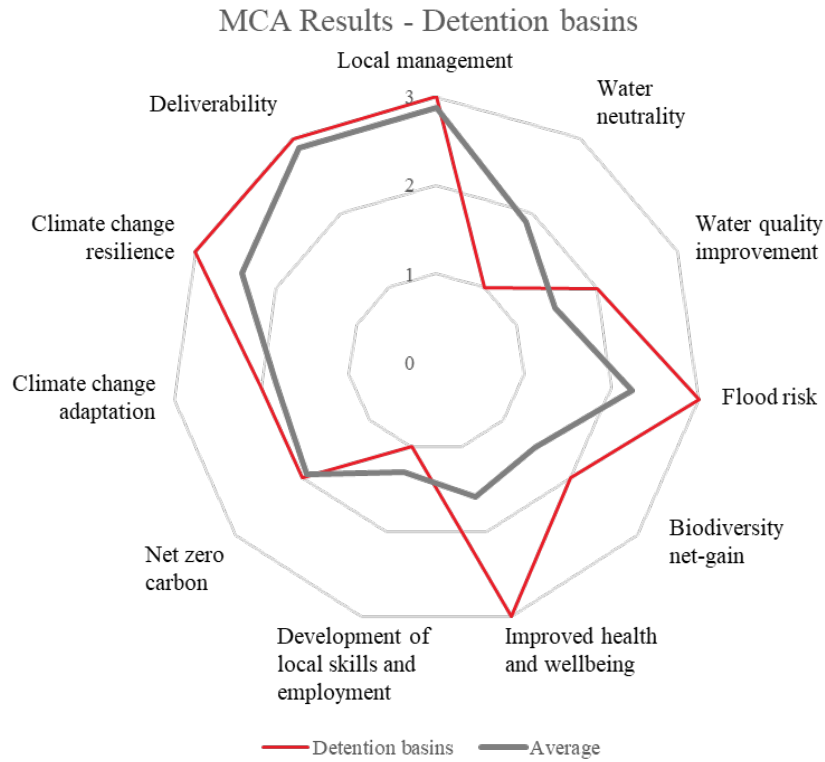 MCA Results - Detention basins
Local management
Water
neutrality
Water quality
improvement
Flood risk
Biodiversity
net-gain
Improved health
and wellbeing
Development of
local skills and
employment
Net zero
carbon
Climate change
adaptation
Climate change
resilience
Deliverability
3
2
1
0
Detention basins
Average